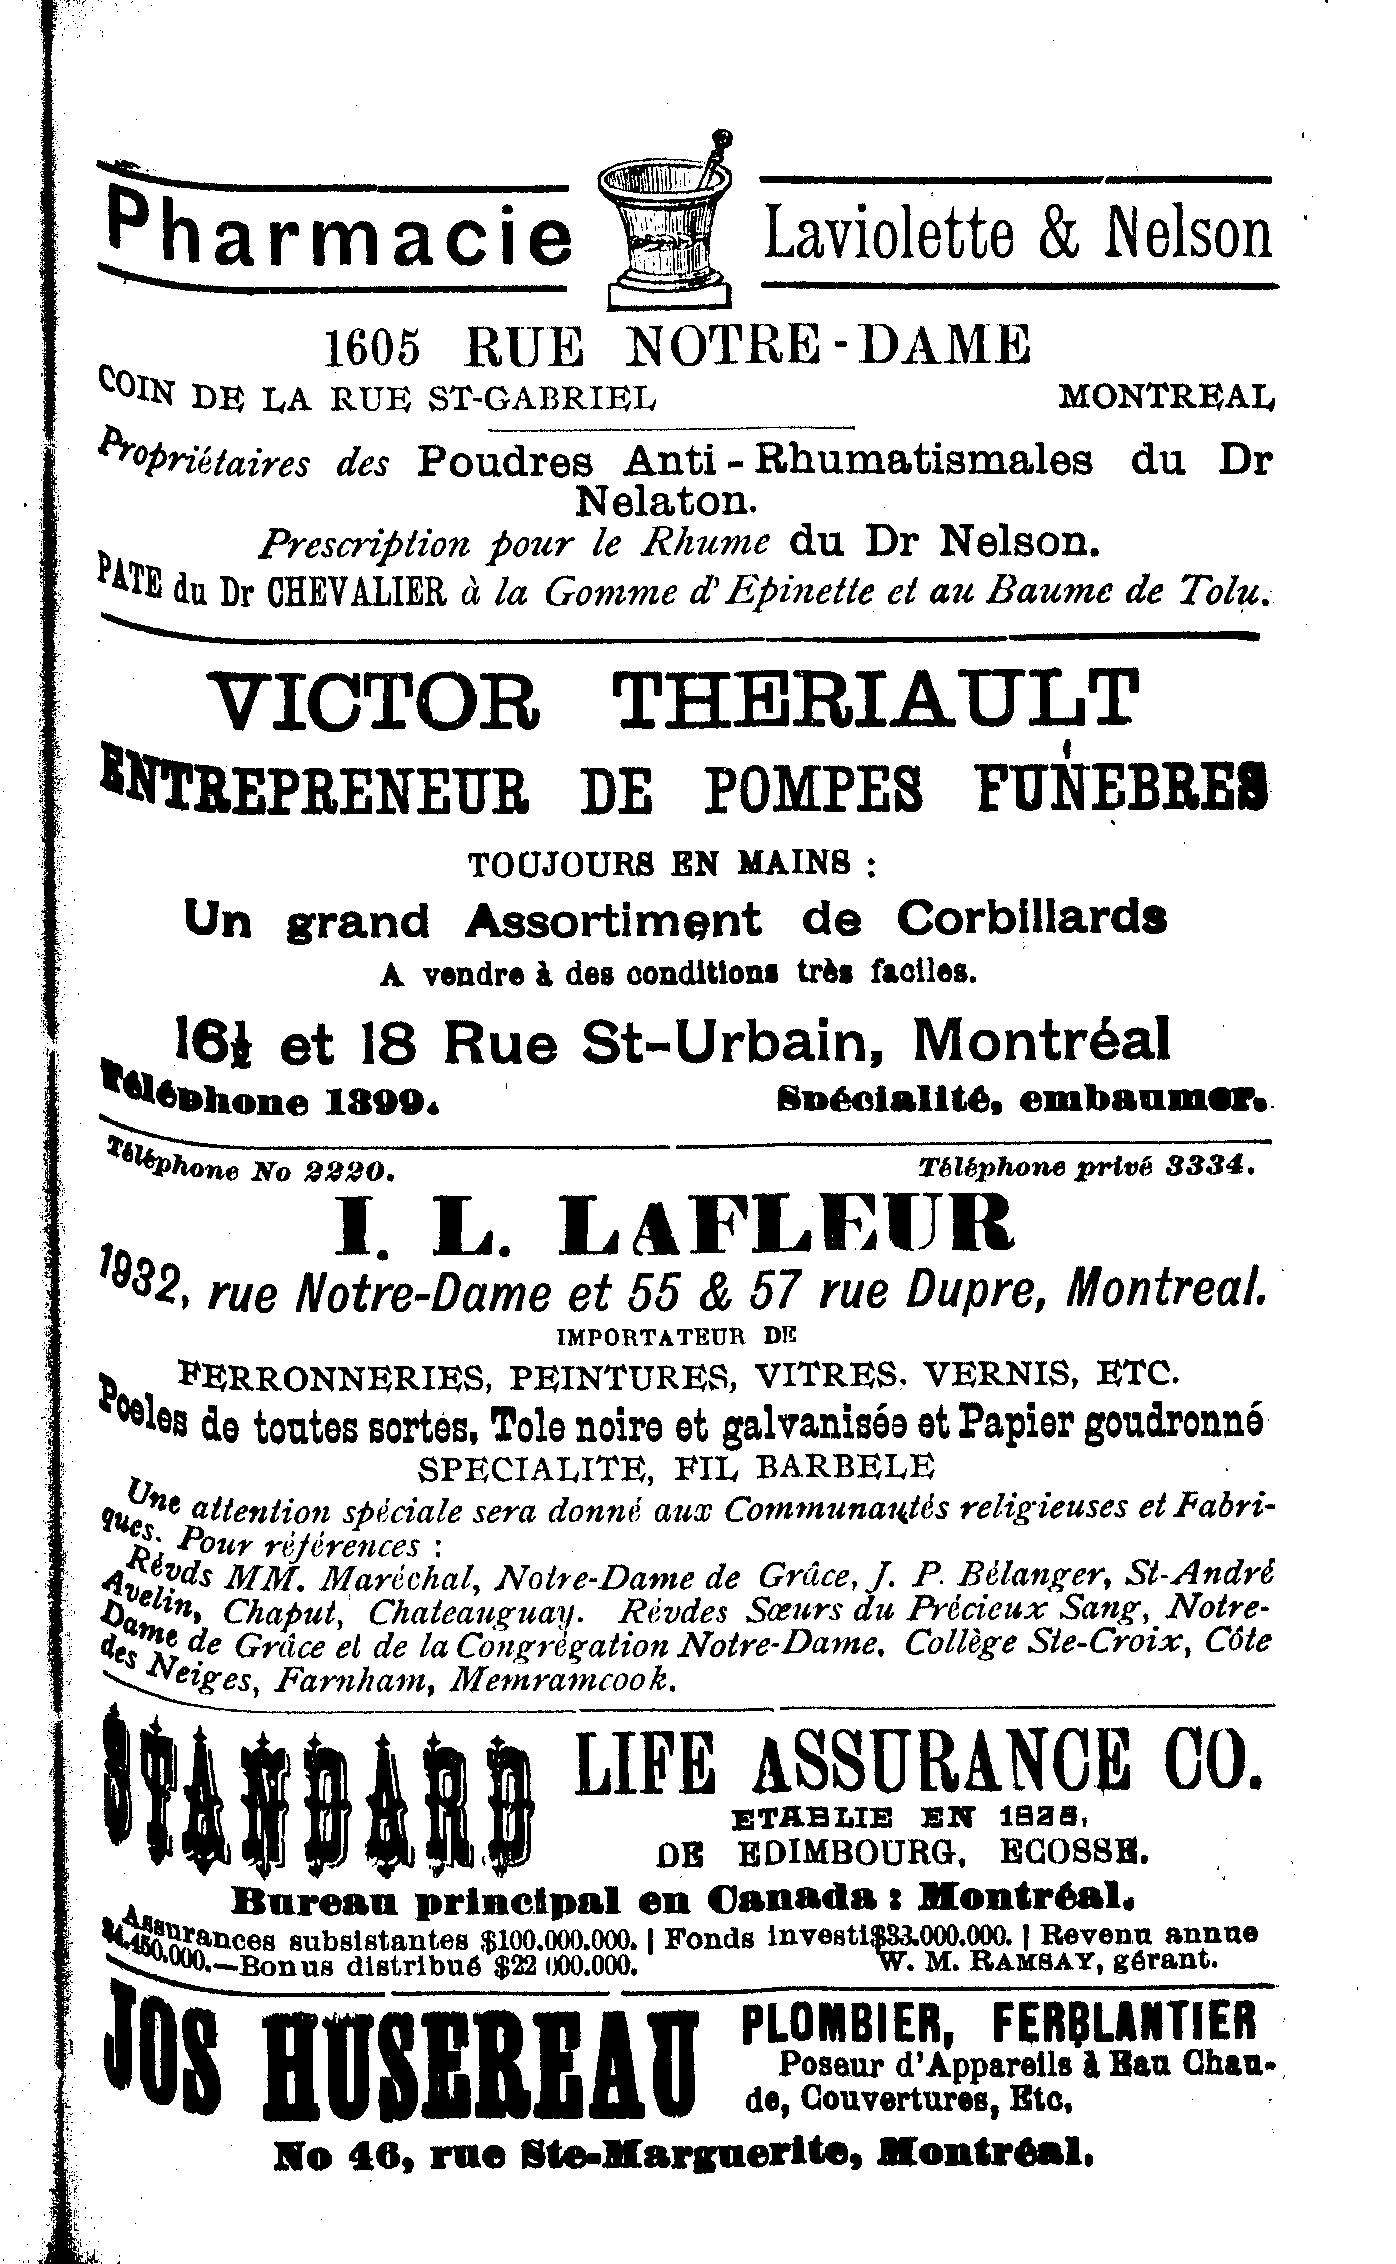 Pharmacie Laviolette & Nelson
1605 RUE NOTRE-DAME
COIN DE LA RUE ST-GABRIEL MONTREAL
Propriétaires des Poudres Anti-Rhumatismales du Dr
Nelaton.
Prescription pour le Rhume du Dr Nelson.
PATE du Dr CHEVALIER à la Gomme d'Epinette et au Baume de Tolu.
VICTOR THERIAULT
ENTREPRENEUR DE POMPES FUNEBRES
TOUJOURS EN MAINS :
Un grand Assortiment de Corbillards
A vendre à des conditions très faciles.
16½ et 18 Rue St-Urbain, Montréal
Téléphone 1399. Spécialité, embaumer.
Téléphone No 2220. Téléphone privé 3334.
I. L. LAFLEUR
1932, rue Notre-Dame et 55 & 57 rue Dupre, Montreal.
IMPORTATEUR DE
FERRONNERIES, PEINTURES, VITRES, VERNIS, ETC.
Poeles de toutes sortes, Tole noire et galvanisée et Papier goudronné
SPECIALITE, FIL BARBELE
Une attention spéciale sera donné aux Communautés religieuses et Fabri-
ques. Pour références :
Révds MM. Maréchal, Notre-Dame de Grâce, J. P. Bélanger, St-André
Avelin, Chaput, Chateauguay. Révdes Sœurs du Précieux Sang, Notre-
Dame de Grâce et de la Congrégation Notre-Dame. Collège Ste-Croix, Côte
des Neiges, Farnham, Memramcook.
STANDARD LIFE ASSURANCE CO.
ETABLIE EN 1825,
DE EDIMBOURG, ECOSSE.
Bureau principal en Canada : Montréal.
Assurances subsistantes $100.000.000. | Fonds investi $33.000.000. | Revenu annue
$4.450.000.—Bonus distribué $22 000.000. W. M. RAMSAY, gérant.
JOS HUSEREAU PLOMBIER, FERBLANTIER
Poseur d'Appareils à Eau Chau-
de, Couvertures, Etc,
No 46, rue Ste-Marguerite, Montréal.